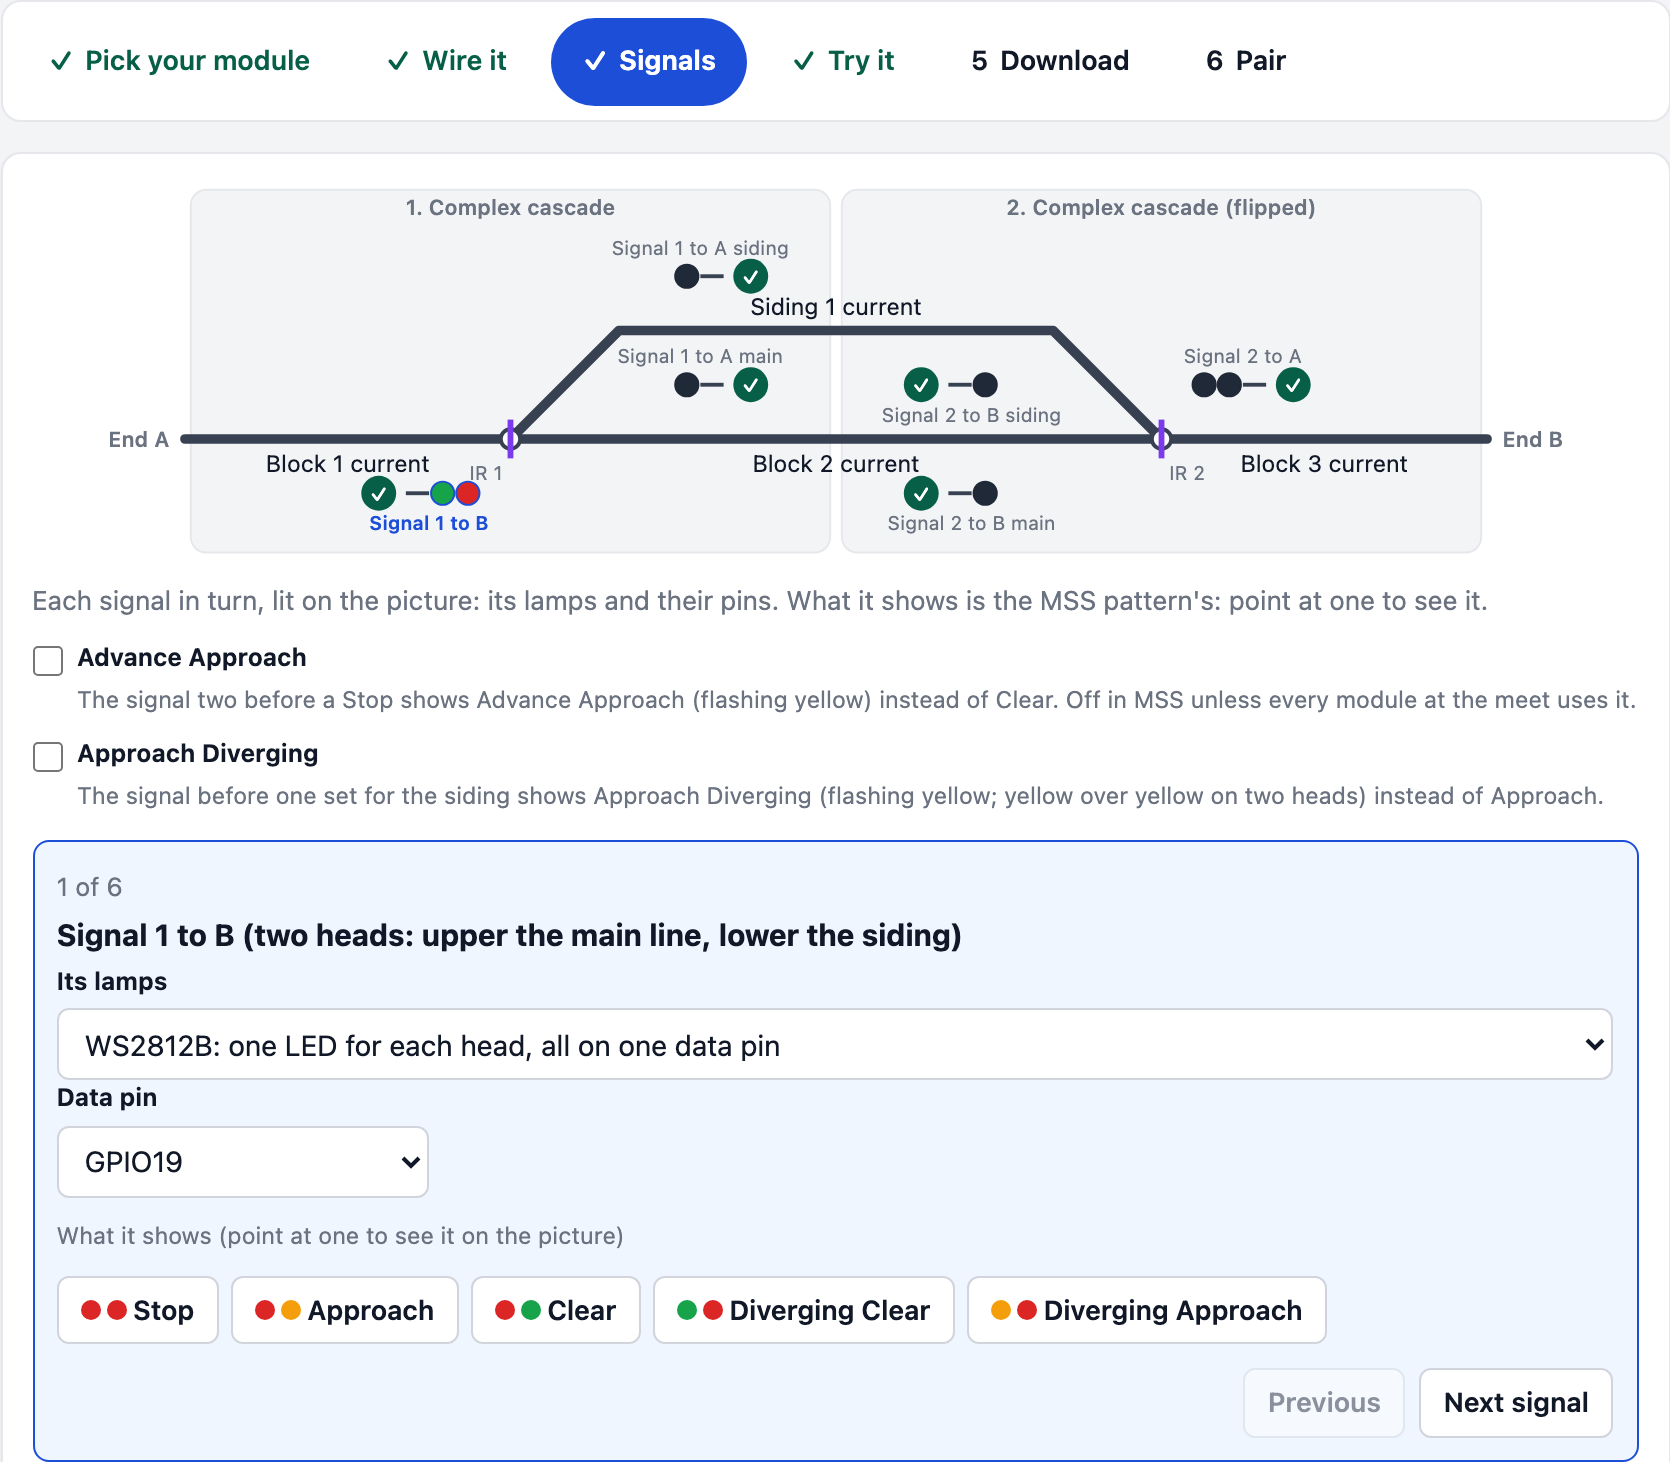 Pick your module
Wire it
Signals
Try it
5 Download
6 Pair
1. Complex cascade
2. Complex cascade (flipped)
Signal 1 to A siding
Siding 1 current
Signal 1 to A main
Signal 2 to A
Signal 2 to B siding
End A
End B
Block 1 current
IR 1
Block 2 current
IR 2
Block 3 current
Signal 1 to B
Signal 2 to B main
Each signal in turn, lit on the picture: its lamps and their pins. What it shows is the MSS pattern's: point at one to see it.
Advance Approach
The signal two before a Stop shows Advance Approach (flashing yellow) instead of Clear. Off in MSS unless every module at the meet uses it.
Approach Diverging
The signal before one set for the siding shows Approach Diverging (flashing yellow; yellow over yellow on two heads) instead of Approach.
1 of 6
Signal 1 to B (two heads: upper the main line, lower the siding)
Its lamps
WS2812B: one LED for each head, all on one data pin
Data pin
GPIO19
What it shows (point at one to see it on the picture)
Stop
Approach
Clear
Diverging Clear
Diverging Approach
Previous
Next signal